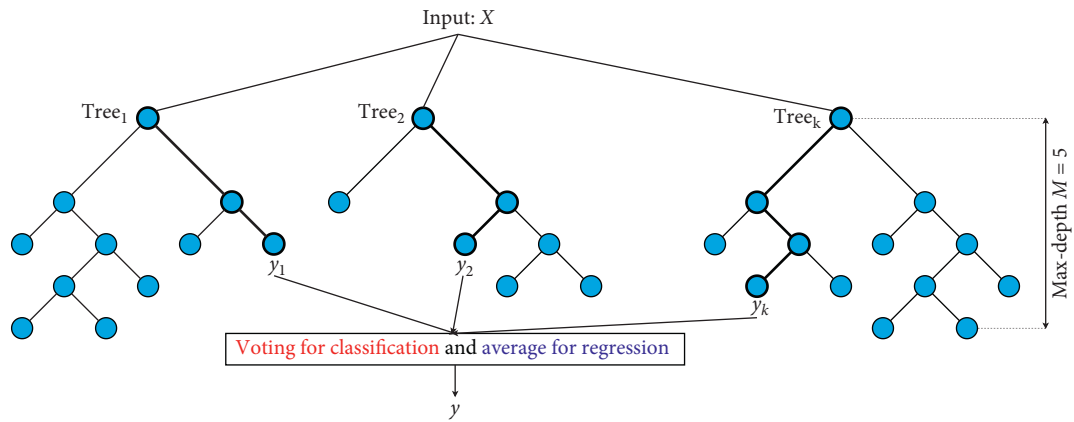 Input: X
Tree₁
Tree₂
Treeₖ
Max-depth M = 5
y₁
y₂
yₖ
Voting for classification and average for regression
y